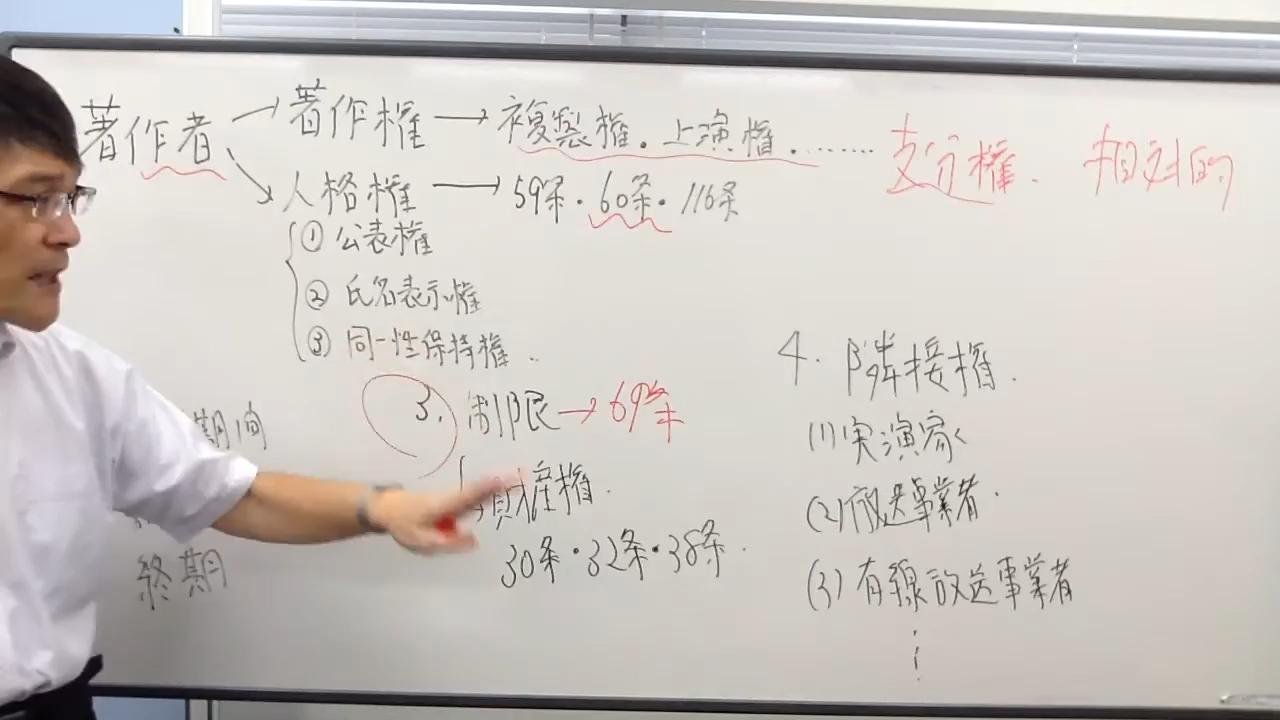 著作者 → 著作権 → 複製権. 上演権. ‥‥‥ 支分権. 相対的
人格権 → 59条・60条・116条
① 公表権
② 氏名表示権
③ 同一性保持権.
期間
終期
3. 制限 → 69条
財産権.
30条・32条・38条.
4. 隣接権.
(1) 実演家
(2) 放送事業者.
(3) 有線放送事業者